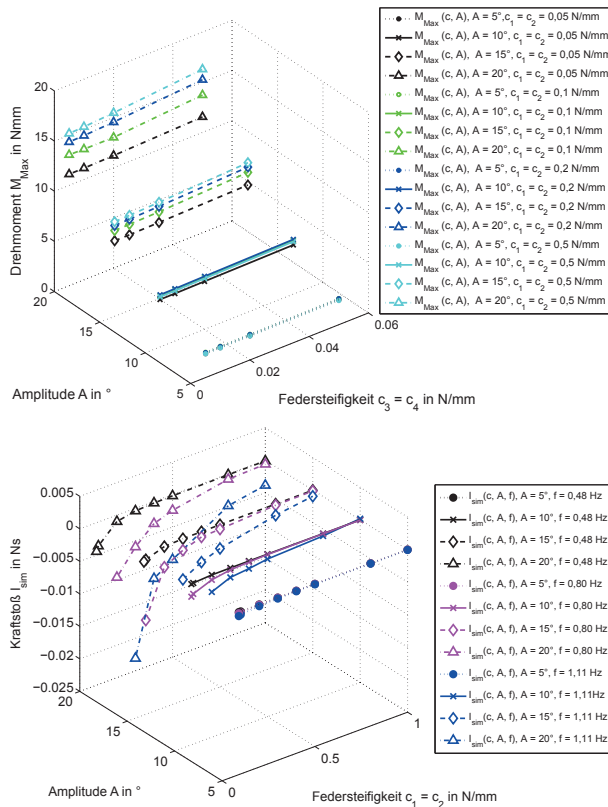 M_Max (c, A), A = 5°,c_1 = c_2 = 0,05 N/mm
M_Max (c, A), A = 10°,c_1 = c_2 = 0,05 N/mm
M_Max (c, A), A = 15°,c_1 = c_2 = 0,05 N/mm
M_Max (c, A), A = 20°,c_1 = c_2 = 0,05 N/mm
M_Max (c, A), A = 5°,c_1 = c_2 = 0,1 N/mm
M_Max (c, A), A = 10°,c_1 = c_2 = 0,1 N/mm
M_Max (c, A), A = 15°,c_1 = c_2 = 0,1 N/mm
M_Max (c, A), A = 20°,c_1 = c_2 = 0,1 N/mm
M_Max (c, A), A = 5°,c_1 = c_2 = 0,2 N/mm
M_Max (c, A), A = 10°,c_1 = c_2 = 0,2 N/mm
M_Max (c, A), A = 15°,c_1 = c_2 = 0,2 N/mm
M_Max (c, A), A = 20°,c_1 = c_2 = 0,2 N/mm
M_Max (c, A), A = 5°,c_1 = c_2 = 0,5 N/mm
M_Max (c, A), A = 10°,c_1 = c_2 = 0,5 N/mm
M_Max (c, A), A = 15°,c_1 = c_2 = 0,5 N/mm
M_Max (c, A), A = 20°,c_1 = c_2 = 0,5 N/mm
Drehmoment M_Max in Nmm
20
15
10
5
0
20
15
10
5
0
0.02
0.04
0.06
Amplitude A in °
Federsteifigkeit c_3 = c_4 in N/mm
Kraftstoß I_sim in Ns
0.005
0
−0.005
−0.01
−0.015
−0.02
−0.025
20
15
10
5
0
0.5
1
Amplitude A in °
Federsteifigkeit c_1 = c_2 in N/mm
I_sim(c, A, f), A = 5°, f = 0,48 Hz
I_sim(c, A, f), A = 10°, f = 0,48 Hz
I_sim(c, A, f), A = 15°, f = 0,48 Hz
I_sim(c, A, f), A = 20°, f = 0,48 Hz
I_sim(c, A, f), A = 5°, f = 0,80 Hz
I_sim(c, A, f), A = 10°, f = 0,80 Hz
I_sim(c, A, f), A = 15°, f = 0,80 Hz
I_sim(c, A, f), A = 20°, f = 0,80 Hz
I_sim(c, A, f), A = 5°, f = 1,11Hz
I_sim(c, A, f), A = 10°, f = 1,11Hz
I_sim(c, A, f), A = 15°, f = 1,11 Hz
I_sim(c, A, f), A = 20°, f = 1,11 Hz